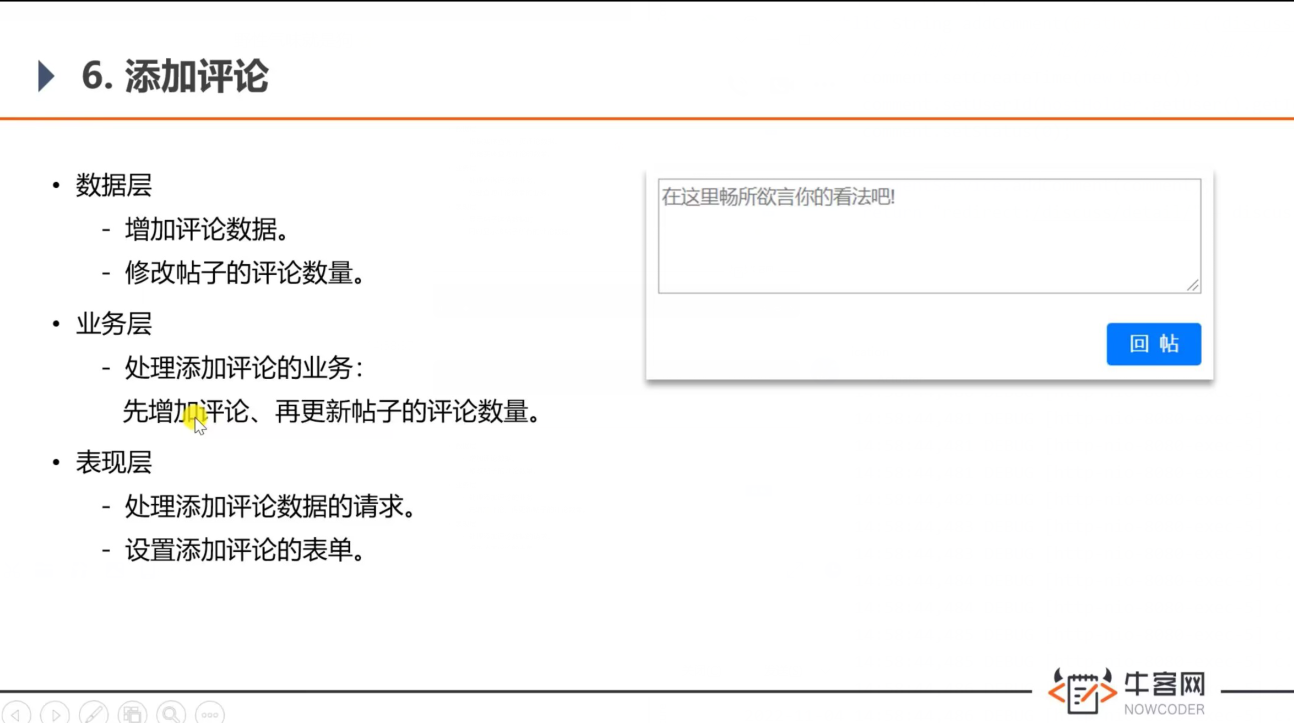 6. 添加评论
• 数据层
- 增加评论数据。
- 修改帖子的评论数量。
• 业务层
- 处理添加评论的业务：
先增加评论、再更新帖子的评论数量。
• 表现层
- 处理添加评论数据的请求。
- 设置添加评论的表单。
在这里畅所欲言你的看法吧!
回 帖
牛客网
NOWCODER